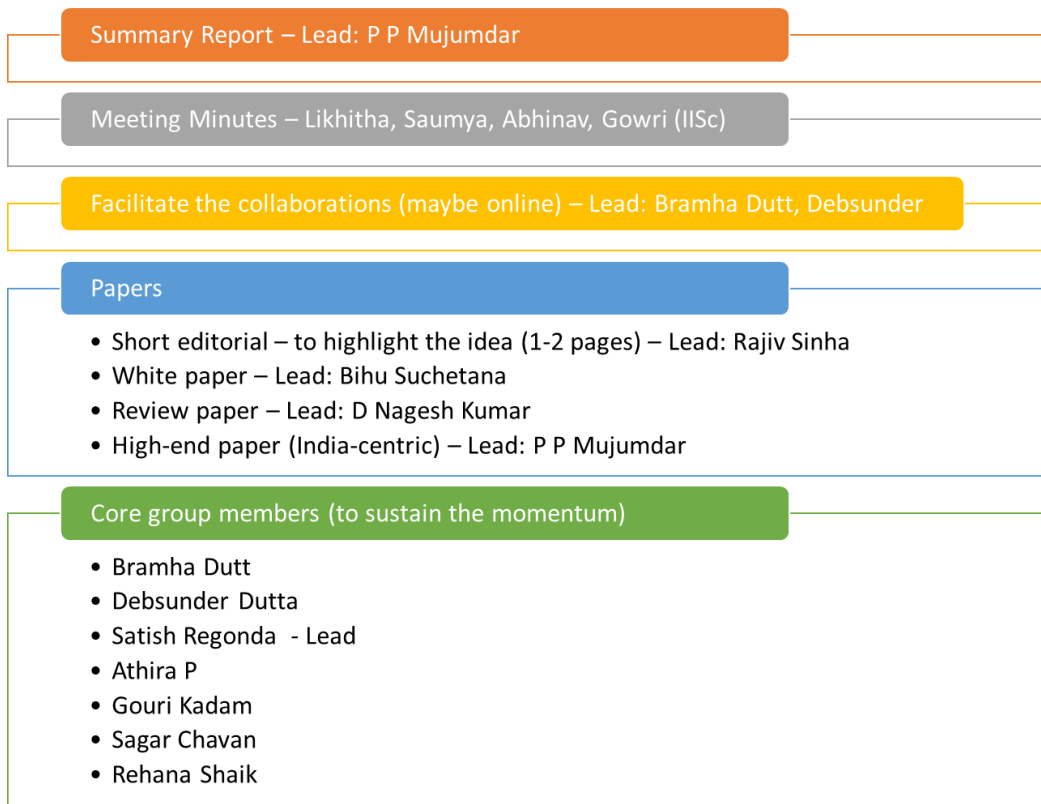 Summary Report – Lead: P P Mujumdar
Meeting Minutes – Likhitha, Saumya, Abhinav, Gowri (IISc)
Facilitate the collaborations (maybe online) – Lead: Bramha Dutt, Debsunder
Papers
• Short editorial – to highlight the idea (1-2 pages) – Lead: Rajiv Sinha
• White paper – Lead: Bihu Suchetana
• Review paper – Lead: D Nagesh Kumar
• High-end paper (India-centric) – Lead: P P Mujumdar
Core group members (to sustain the momentum)
• Bramha Dutt
• Debsunder Dutta
• Satish Regonda - Lead
• Athira P
• Gouri Kadam
• Sagar Chavan
• Rehana Shaik